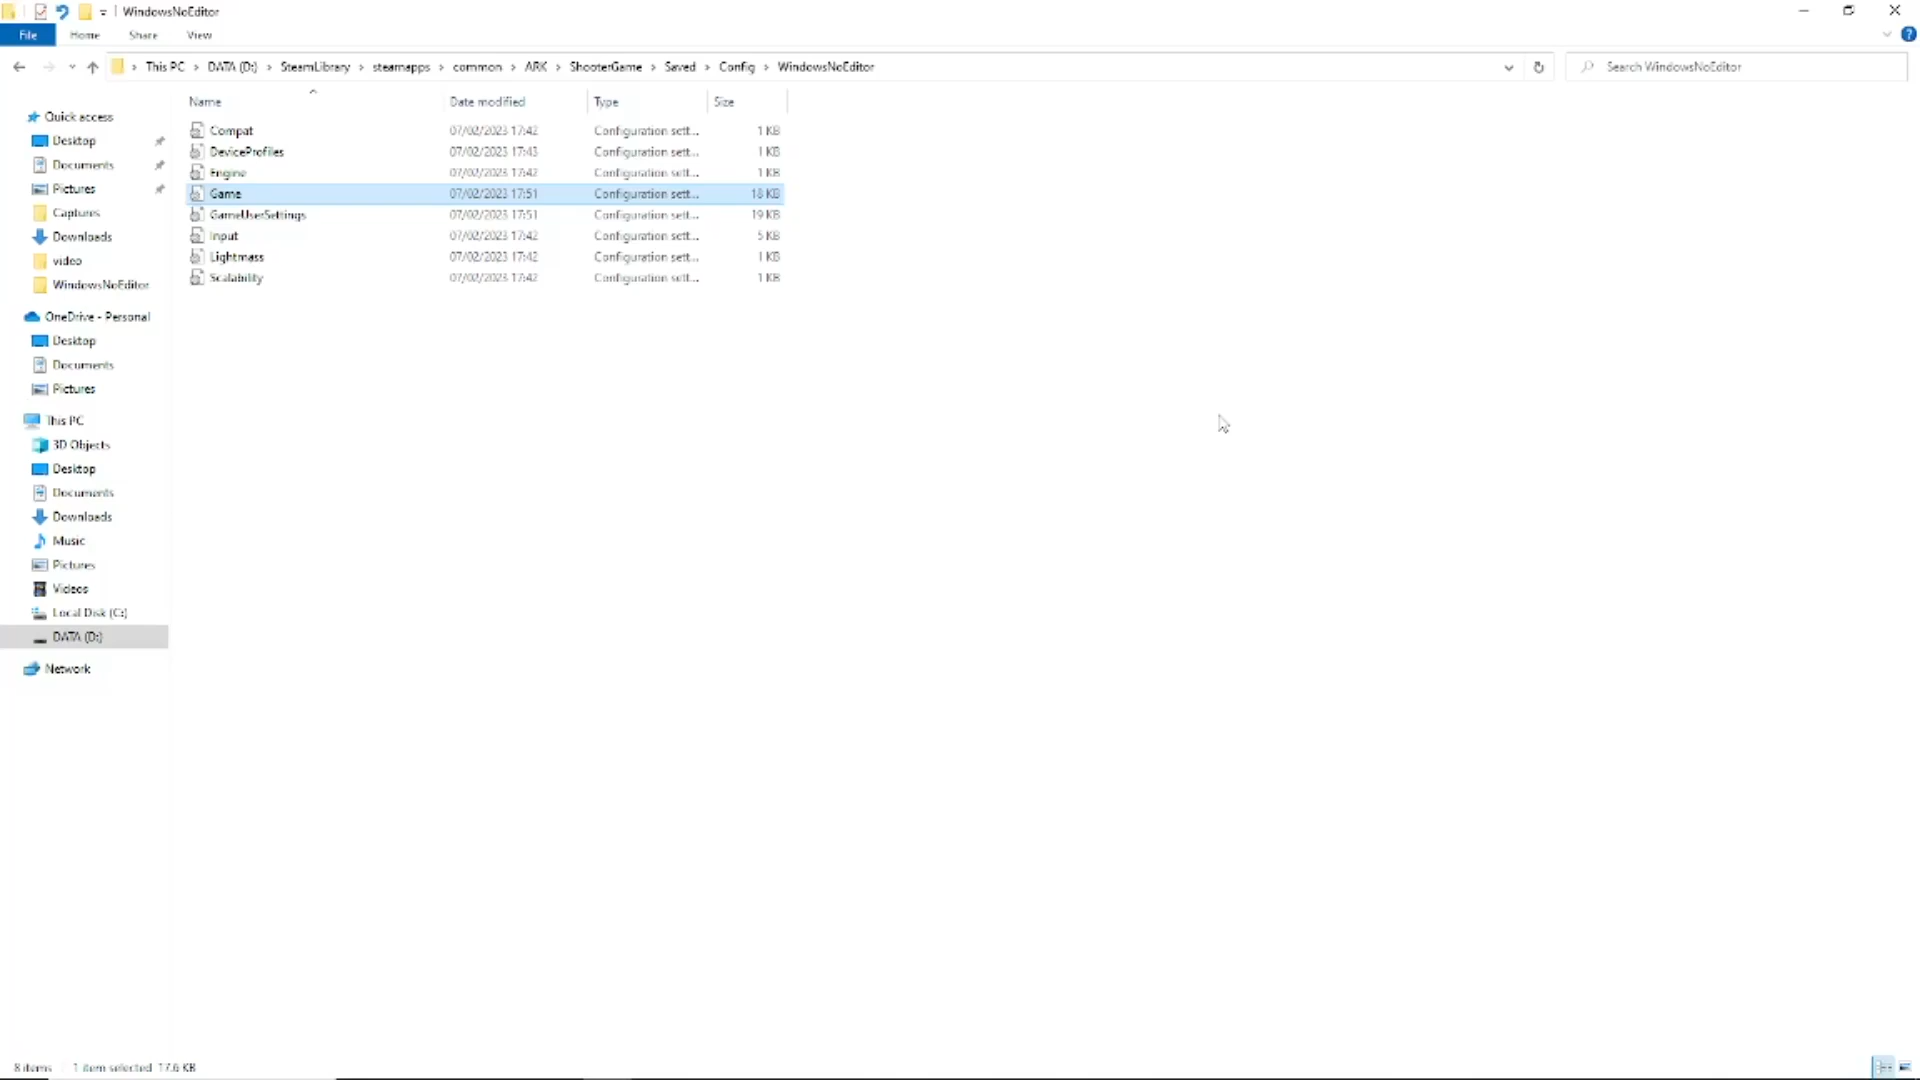 WindowsNoEditor
File Home Share View
This PC > DATA (D:) > SteamLibrary > steamapps > common > ARK > ShooterGame > Saved > Config > WindowsNoEditor
Search WindowsNoEditor
Name Date modified Type Size
Compat 07/02/2023 17:42 Configuration sett... 1 KB
DeviceProfiles 07/02/2023 17:43 Configuration sett... 1 KB
Engine 07/02/2023 17:42 Configuration sett... 1 KB
Game 07/02/2023 17:51 Configuration sett... 18 KB
GameUserSettings 07/02/2023 17:51 Configuration sett... 19 KB
Input 07/02/2023 17:42 Configuration sett... 5 KB
Lightmass 07/02/2023 17:42 Configuration sett... 1 KB
Scalability 07/02/2023 17:42 Configuration sett... 1 KB
Quick access
Desktop
Documents
Pictures
Captures
Downloads
video
WindowsNoEditor
OneDrive - Personal
Desktop
Documents
Pictures
This PC
3D Objects
Desktop
Documents
Downloads
Music
Pictures
Videos
Local Disk (C:)
DATA (D:)
Network
8 items 1 item selected 17.6 KB